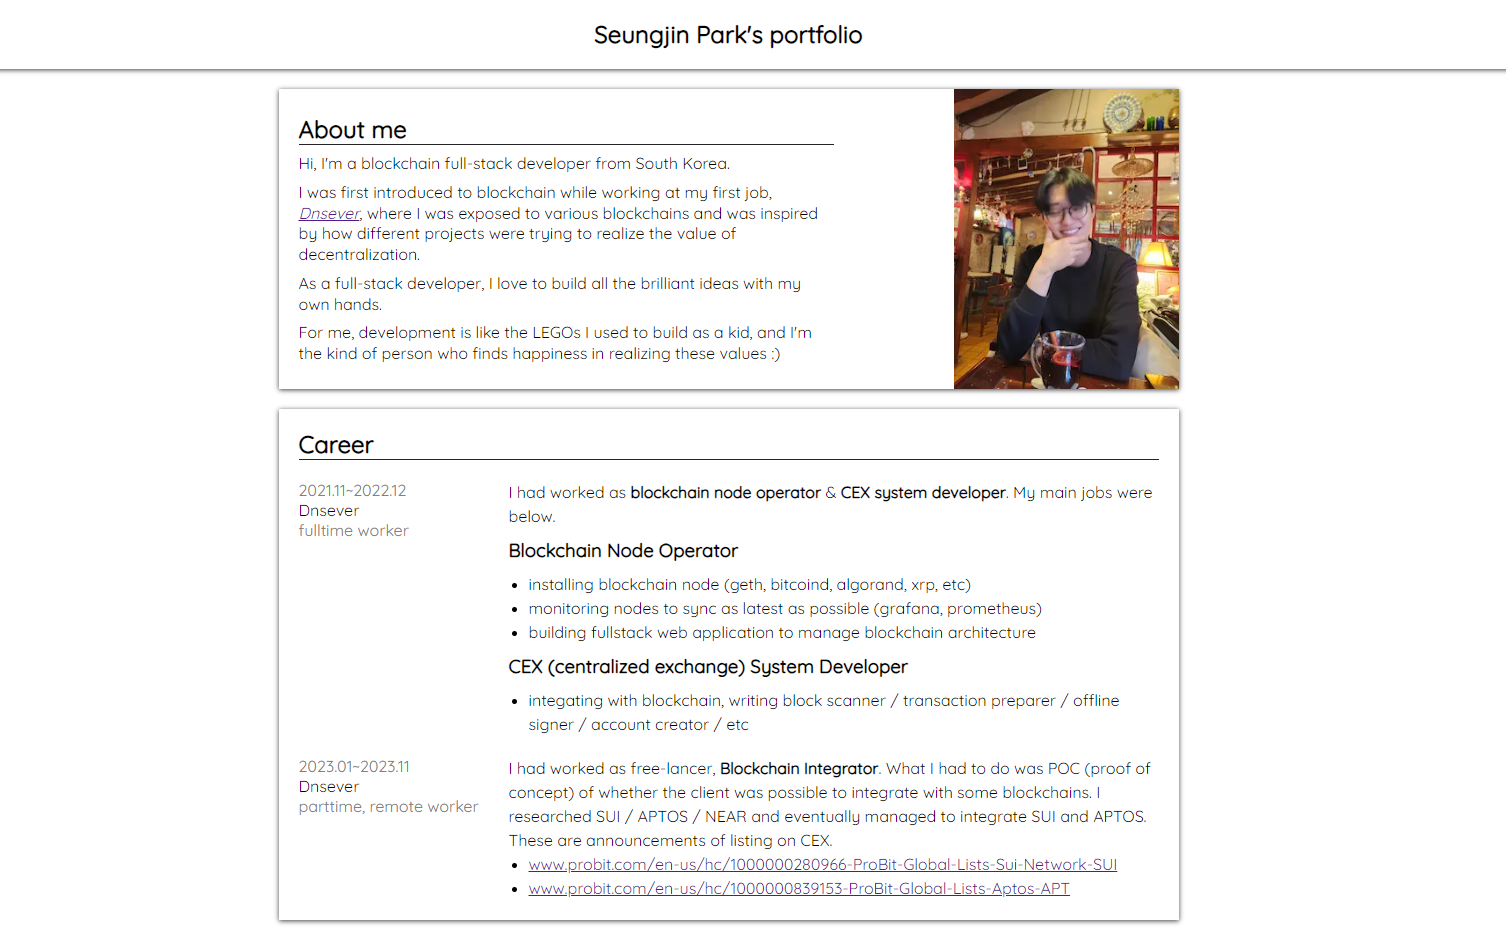 Seungjin Park's portfolio
About me
Hi, I'm a blockchain full-stack developer from South Korea.
I was first introduced to blockchain while working at my first job,
Dnsever, where I was exposed to various blockchains and was inspired
by how different projects were trying to realize the value of
decentralization.
As a full-stack developer, I love to build all the brilliant ideas with my
own hands.
For me, development is like the LEGOs I used to build as a kid, and I'm
the kind of person who finds happiness in realizing these values :)
Career
2021.11~2022.12
Dnsever
fulltime worker
I had worked as blockchain node operator & CEX system developer. My main jobs were
below.
Blockchain Node Operator
• installing blockchain node (geth, bitcoind, algorand, xrp, etc)
• monitoring nodes to sync as latest as possible (grafana, prometheus)
• building fullstack web application to manage blockchain architecture
CEX (centralized exchange) System Developer
• integating with blockchain, writing block scanner / transaction preparer / offline
signer / account creator / etc
2023.01~2023.11
Dnsever
parttime, remote worker
I had worked as free-lancer, Blockchain Integrator. What I had to do was POC (proof of
concept) of whether the client was possible to integrate with some blockchains. I
researched SUI / APTOS / NEAR and eventually managed to integrate SUI and APTOS.
These are announcements of listing on CEX.
• www.probit.com/en-us/hc/1000000280966-ProBit-Global-Lists-Sui-Network-SUI
• www.probit.com/en-us/hc/1000000839153-ProBit-Global-Lists-Aptos-APT